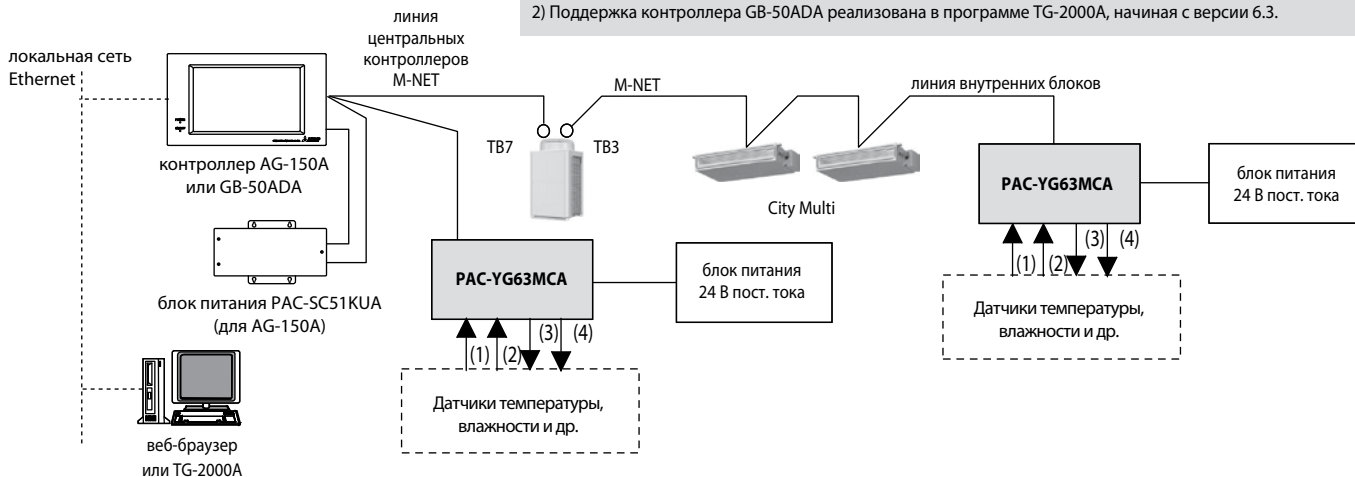 2) Поддержка контроллера GB-50ADA реализована в программе TG-2000A, начиная с версии 6.3.
линия
центральных
контроллеров
M-NET
локальная сеть
Ethernet
M-NET
линия внутренних блоков
TB7
TB3
контроллер AG-150A
или GB-50ADA
City Multi
PAC-YG63MCA
блок питания
24 В пост. тока
(1)
(2)
(3)
(4)
Датчики температуры,
влажности и др.
блок питания PAC-SC51KUA
(для AG-150A)
PAC-YG63MCA
блок питания
24 В пост. тока
(1)
(2)
(3)
(4)
Датчики температуры,
влажности и др.
веб-браузер
или TG-2000A